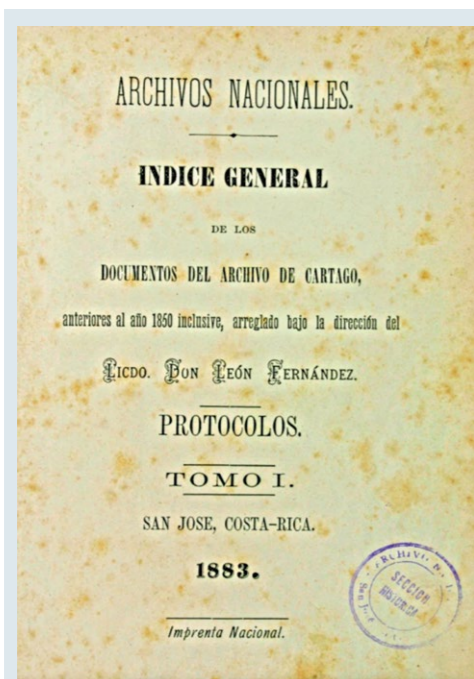 ARCHIVOS NACIONALES.
INDICE GENERAL
DE LOS
DOCUMENTOS DEL ARCHIVO DE CARTAGO,
anteriores al año 1850 inclusive, arreglado bajo la dirección del
LICDO. DON LEÓN FERNÁNDEZ.
PROTOCOLOS.
TOMO I.
SAN JOSE, COSTA-RICA.
1883.
Imprenta Nacional.
SECCION
HISTORICA